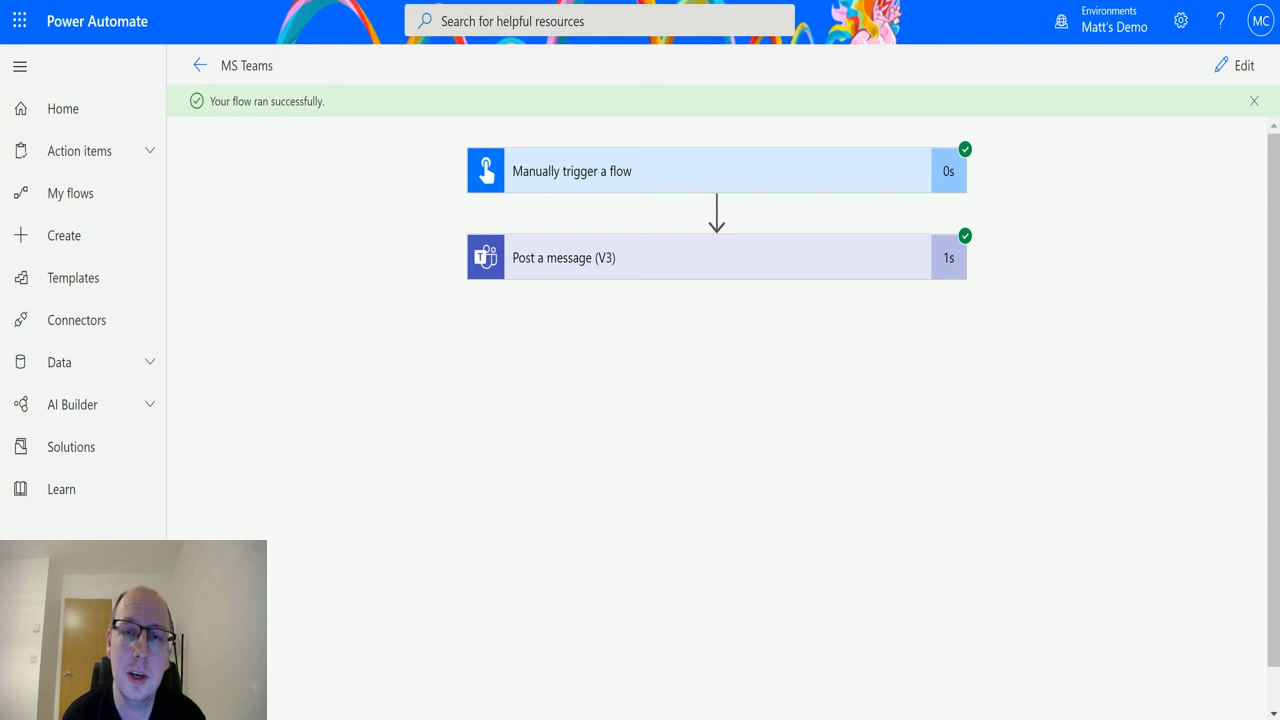 Power Automate
Search for helpful resources
Environments
Matt's Demo
?
MC
MS Teams
Edit
Your flow ran successfully.
Home
Action items
My flows
Create
Templates
Connectors
Data
AI Builder
Solutions
Learn
Manually trigger a flow
0s
T
Post a message (V3)
1s